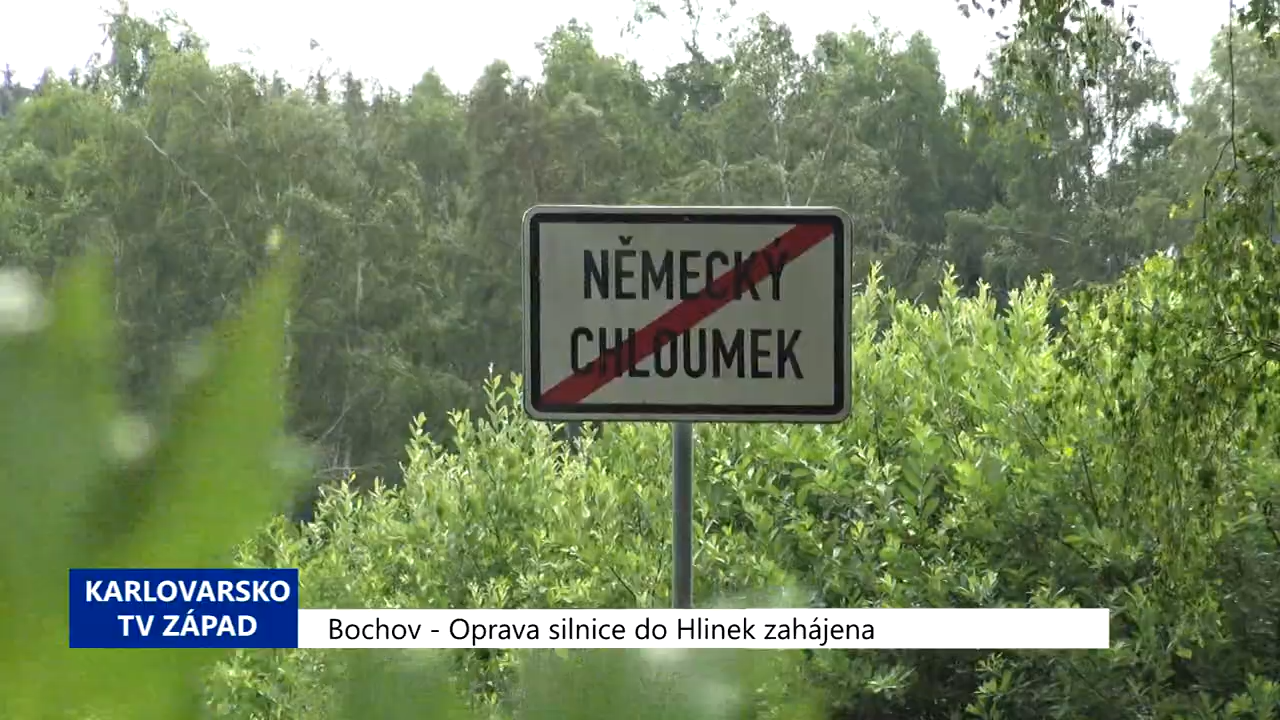 NĚMECKÝ
CHLOUMEK
KARLOVARSKO
TV ZÁPAD
Bochov - Oprava silnice do Hlinek zahájena